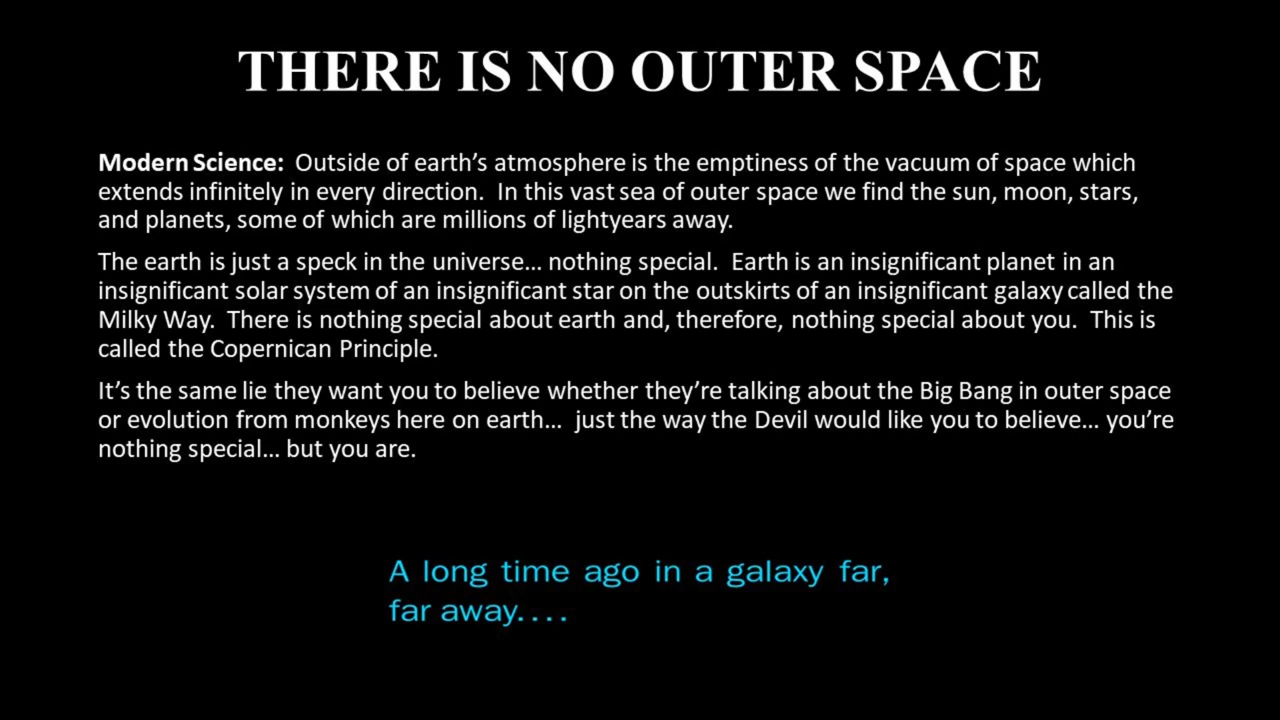 THERE IS NO OUTER SPACE
Modern Science:  Outside of earth's atmosphere is the emptiness of the vacuum of space which
extends infinitely in every direction.  In this vast sea of outer space we find the sun, moon, stars,
and planets, some of which are millions of lightyears away.
The earth is just a speck in the universe... nothing special.  Earth is an insignificant planet in an
insignificant solar system of an insignificant star on the outskirts of an insignificant galaxy called the
Milky Way.  There is nothing special about earth and, therefore, nothing special about you.  This is
called the Copernican Principle.
It's the same lie they want you to believe whether they're talking about the Big Bang in outer space
or evolution from monkeys here on earth...  just the way the Devil would like you to believe... you're
nothing special... but you are.
A long time ago in a galaxy far,
far away....